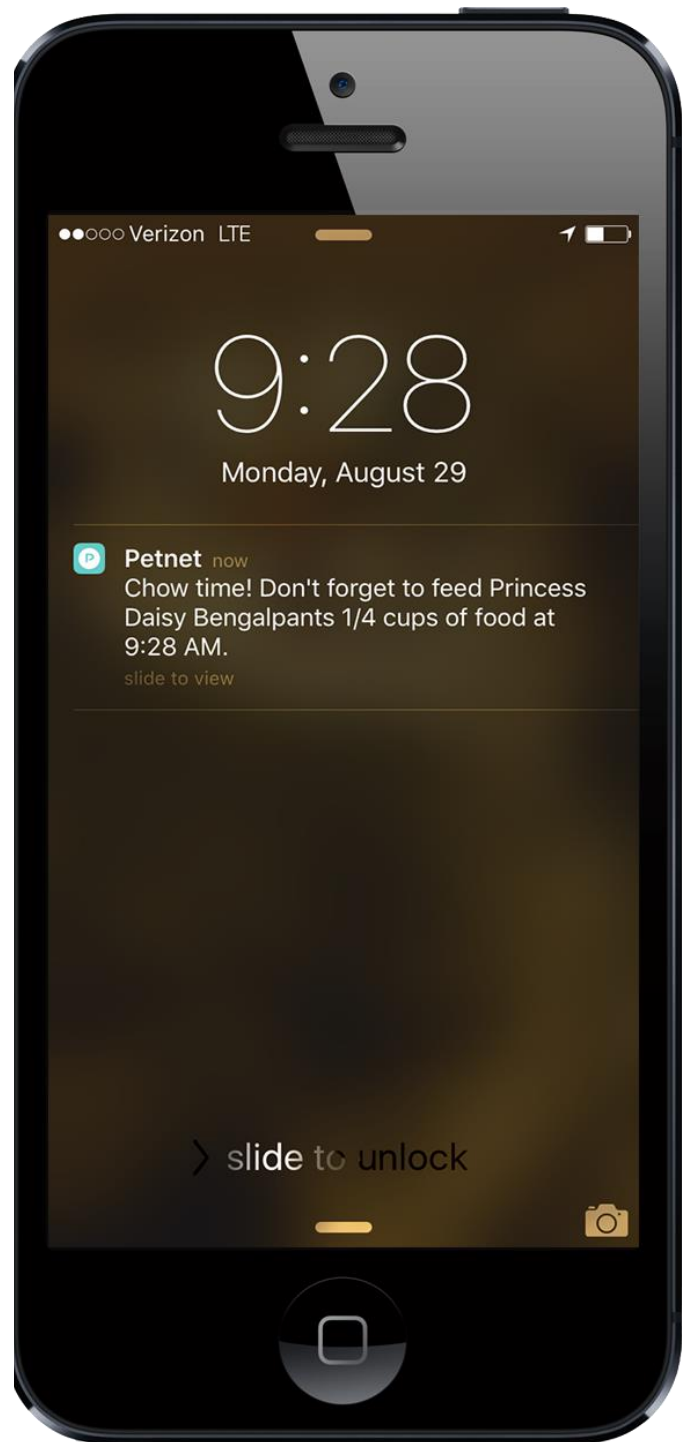 Verizon LTE
9:28
Monday, August 29
P
Petnet now
Chow time! Don't forget to feed Princess
Daisy Bengalpants 1/4 cups of food at
9:28 AM.
slide to view
> slide to unlock